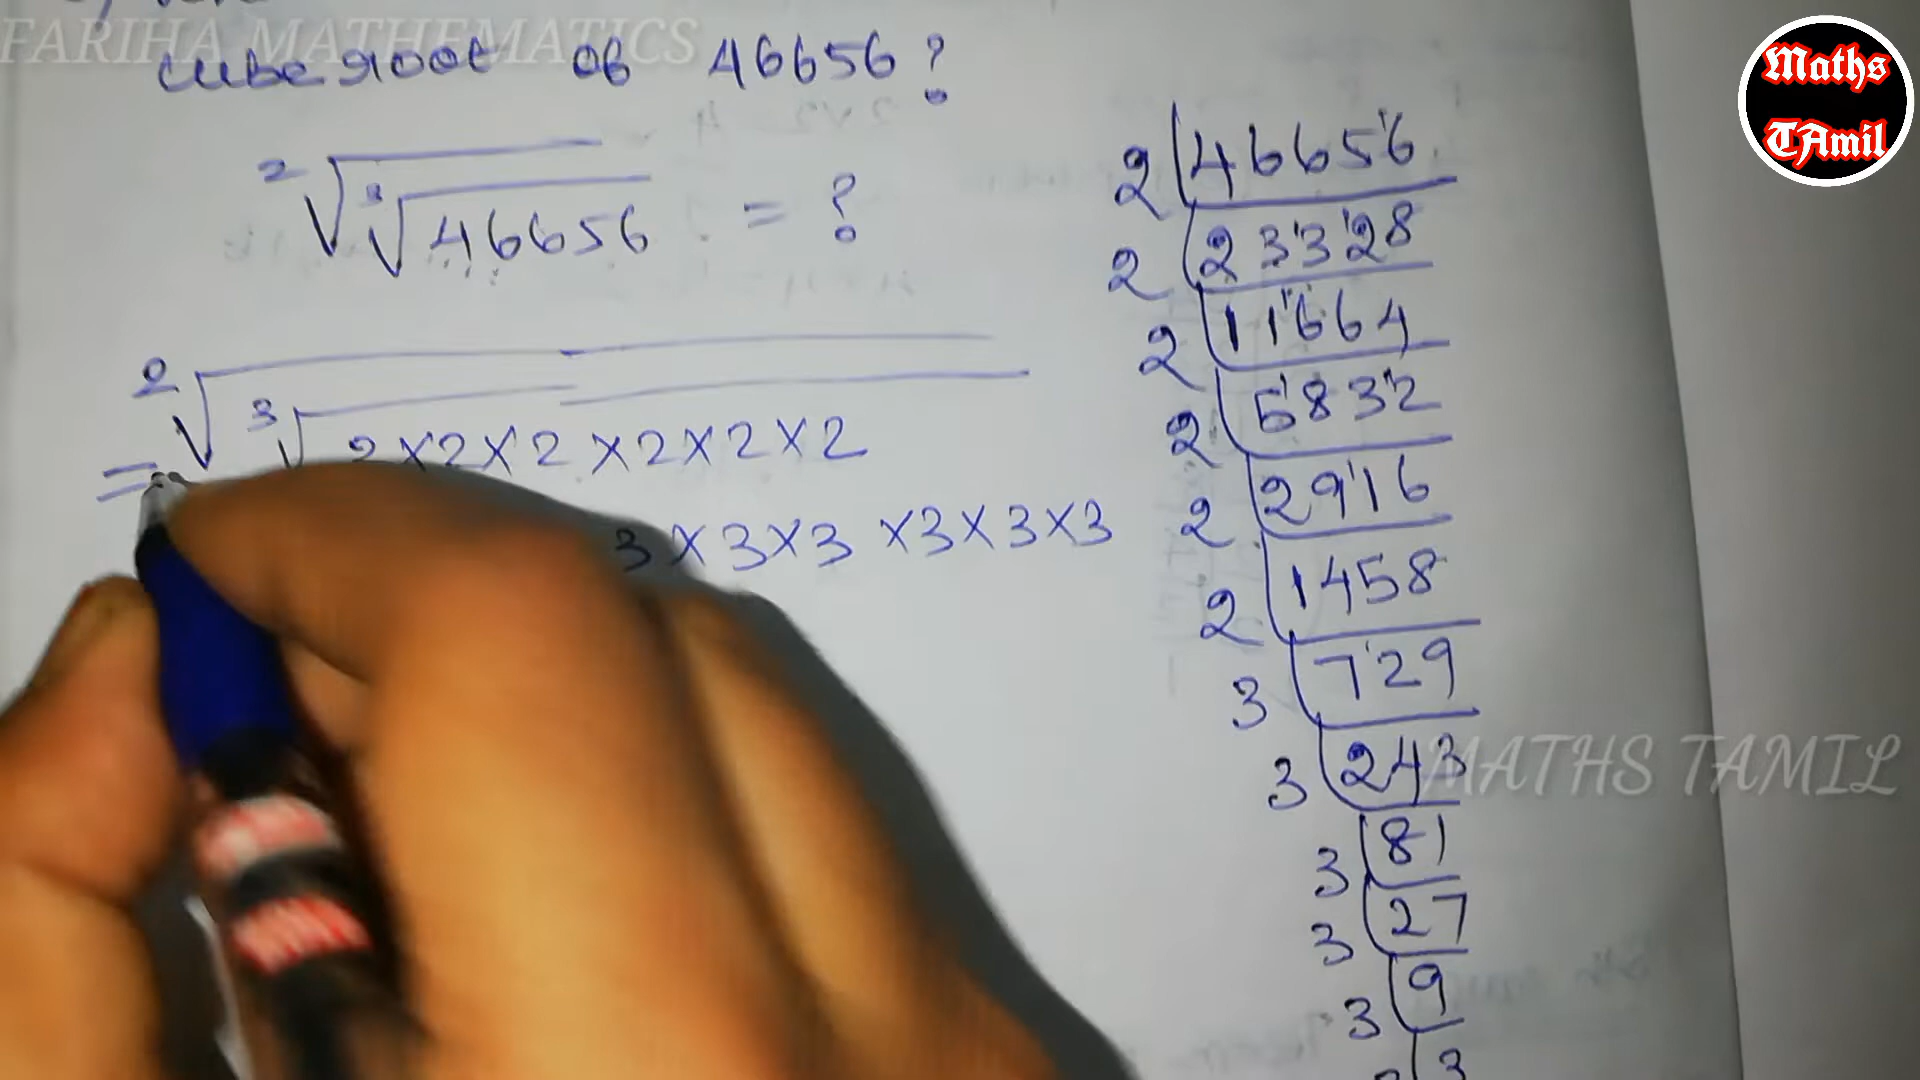 FARIHA MATHEMATICS
cube root of 46656?
²√³√46656 = ?
= ²√³√2×2×2×2×2×2
3×3×3×3×3×3
2 46656
2 23328
2 11664
2 5832
2 2916
2 1458
3 729
3 243
3 81
3 27
3 9
3
Maths
TAmil
MATHS TAMIL